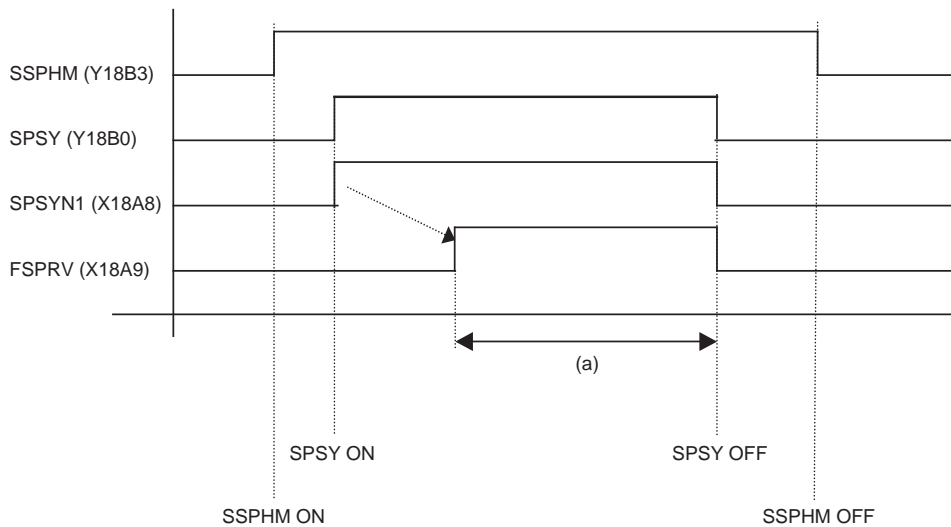 SSPHM (Y18B3)
SPSY (Y18B0)
SPSYN1 (X18A8)
FSPRV (X18A9)
(a)
SPSY ON
SPSY OFF
SSPHM ON
SSPHM OFF